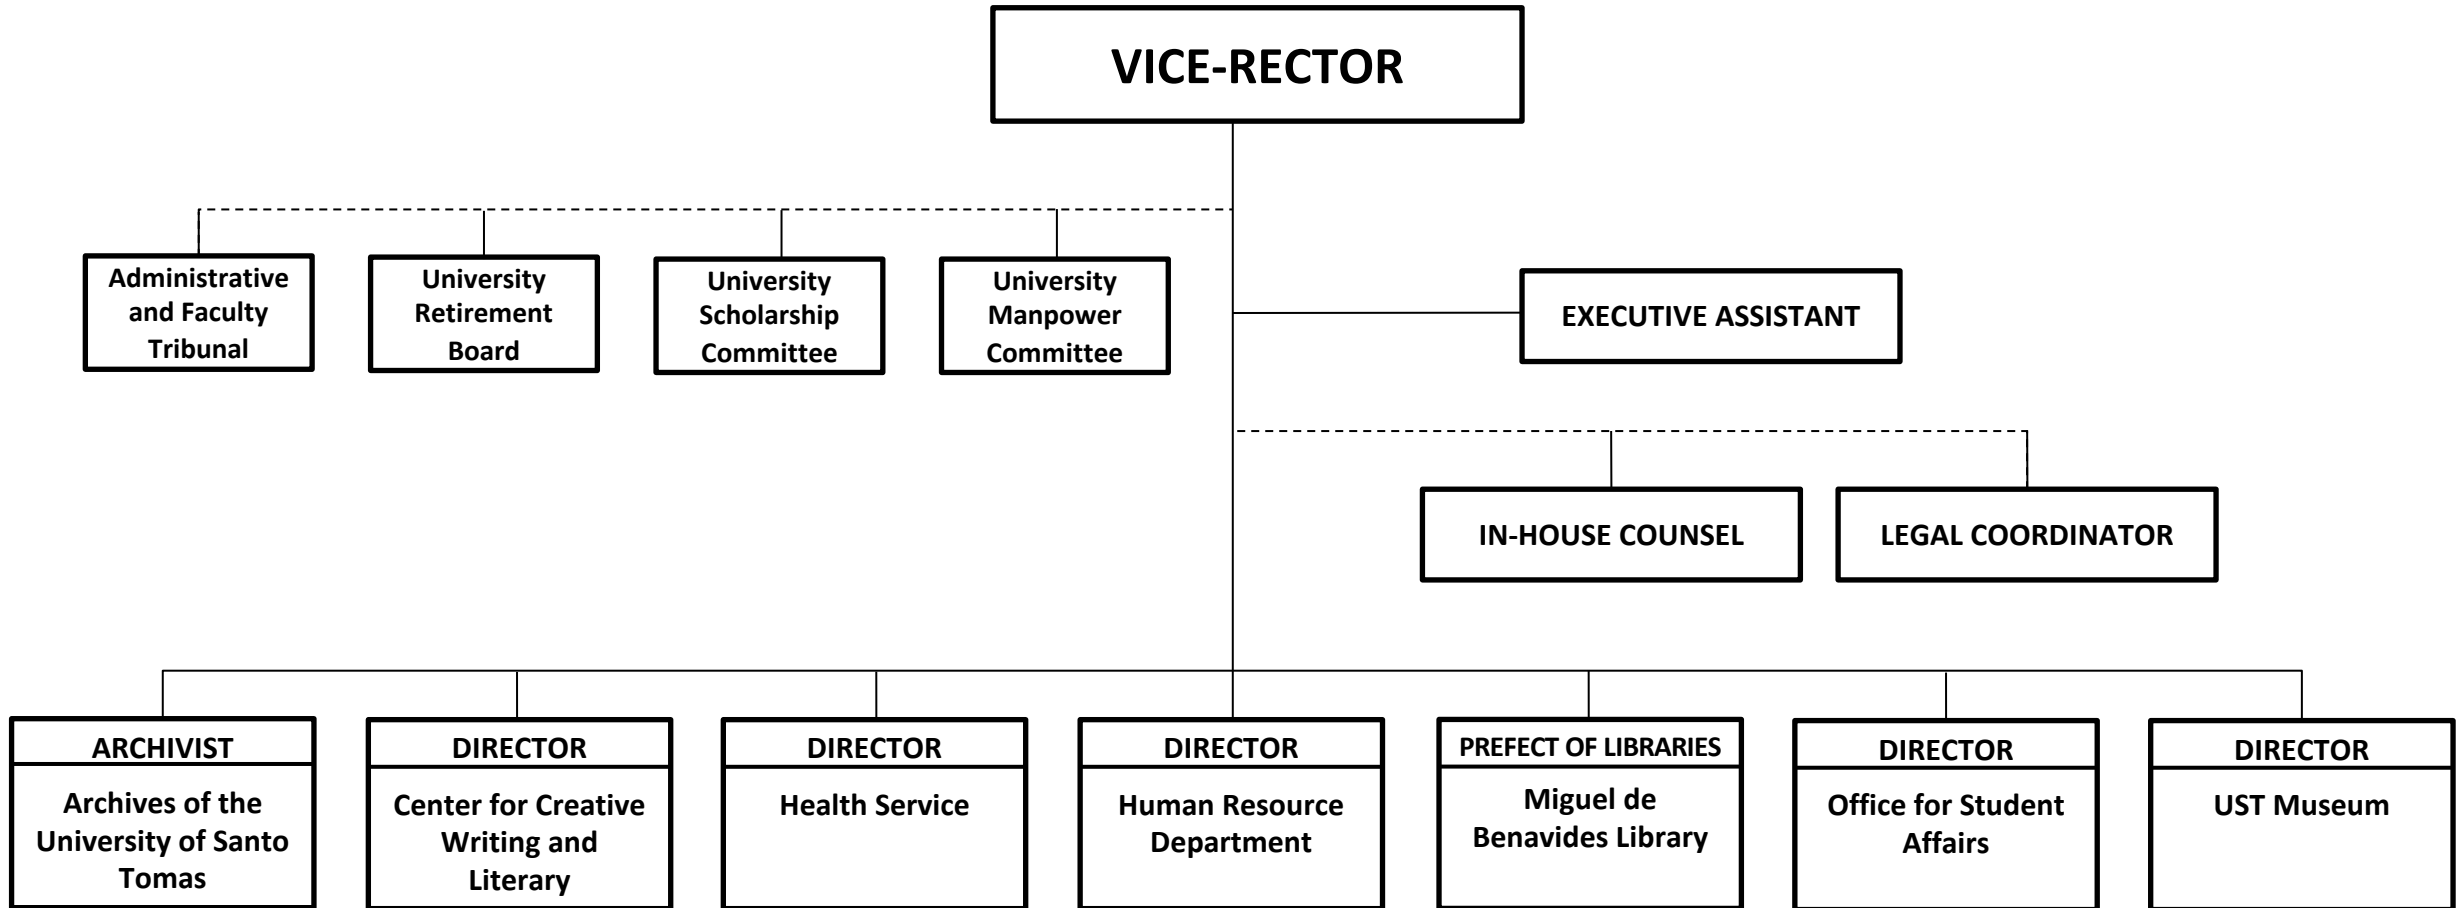 VICE-RECTOR
Administrative
and Faculty
Tribunal
University
Retirement
Board
University
Scholarship
Committee
University
Manpower
Committee
EXECUTIVE ASSISTANT
IN-HOUSE COUNSEL
LEGAL COORDINATOR
ARCHIVIST
Archives of the
University of Santo
Tomas
DIRECTOR
Center for Creative
Writing and
Literary
DIRECTOR
Health Service
DIRECTOR
Human Resource
Department
PREFECT OF LIBRARIES
Miguel de
Benavides Library
DIRECTOR
Office for Student
Affairs
DIRECTOR
UST Museum